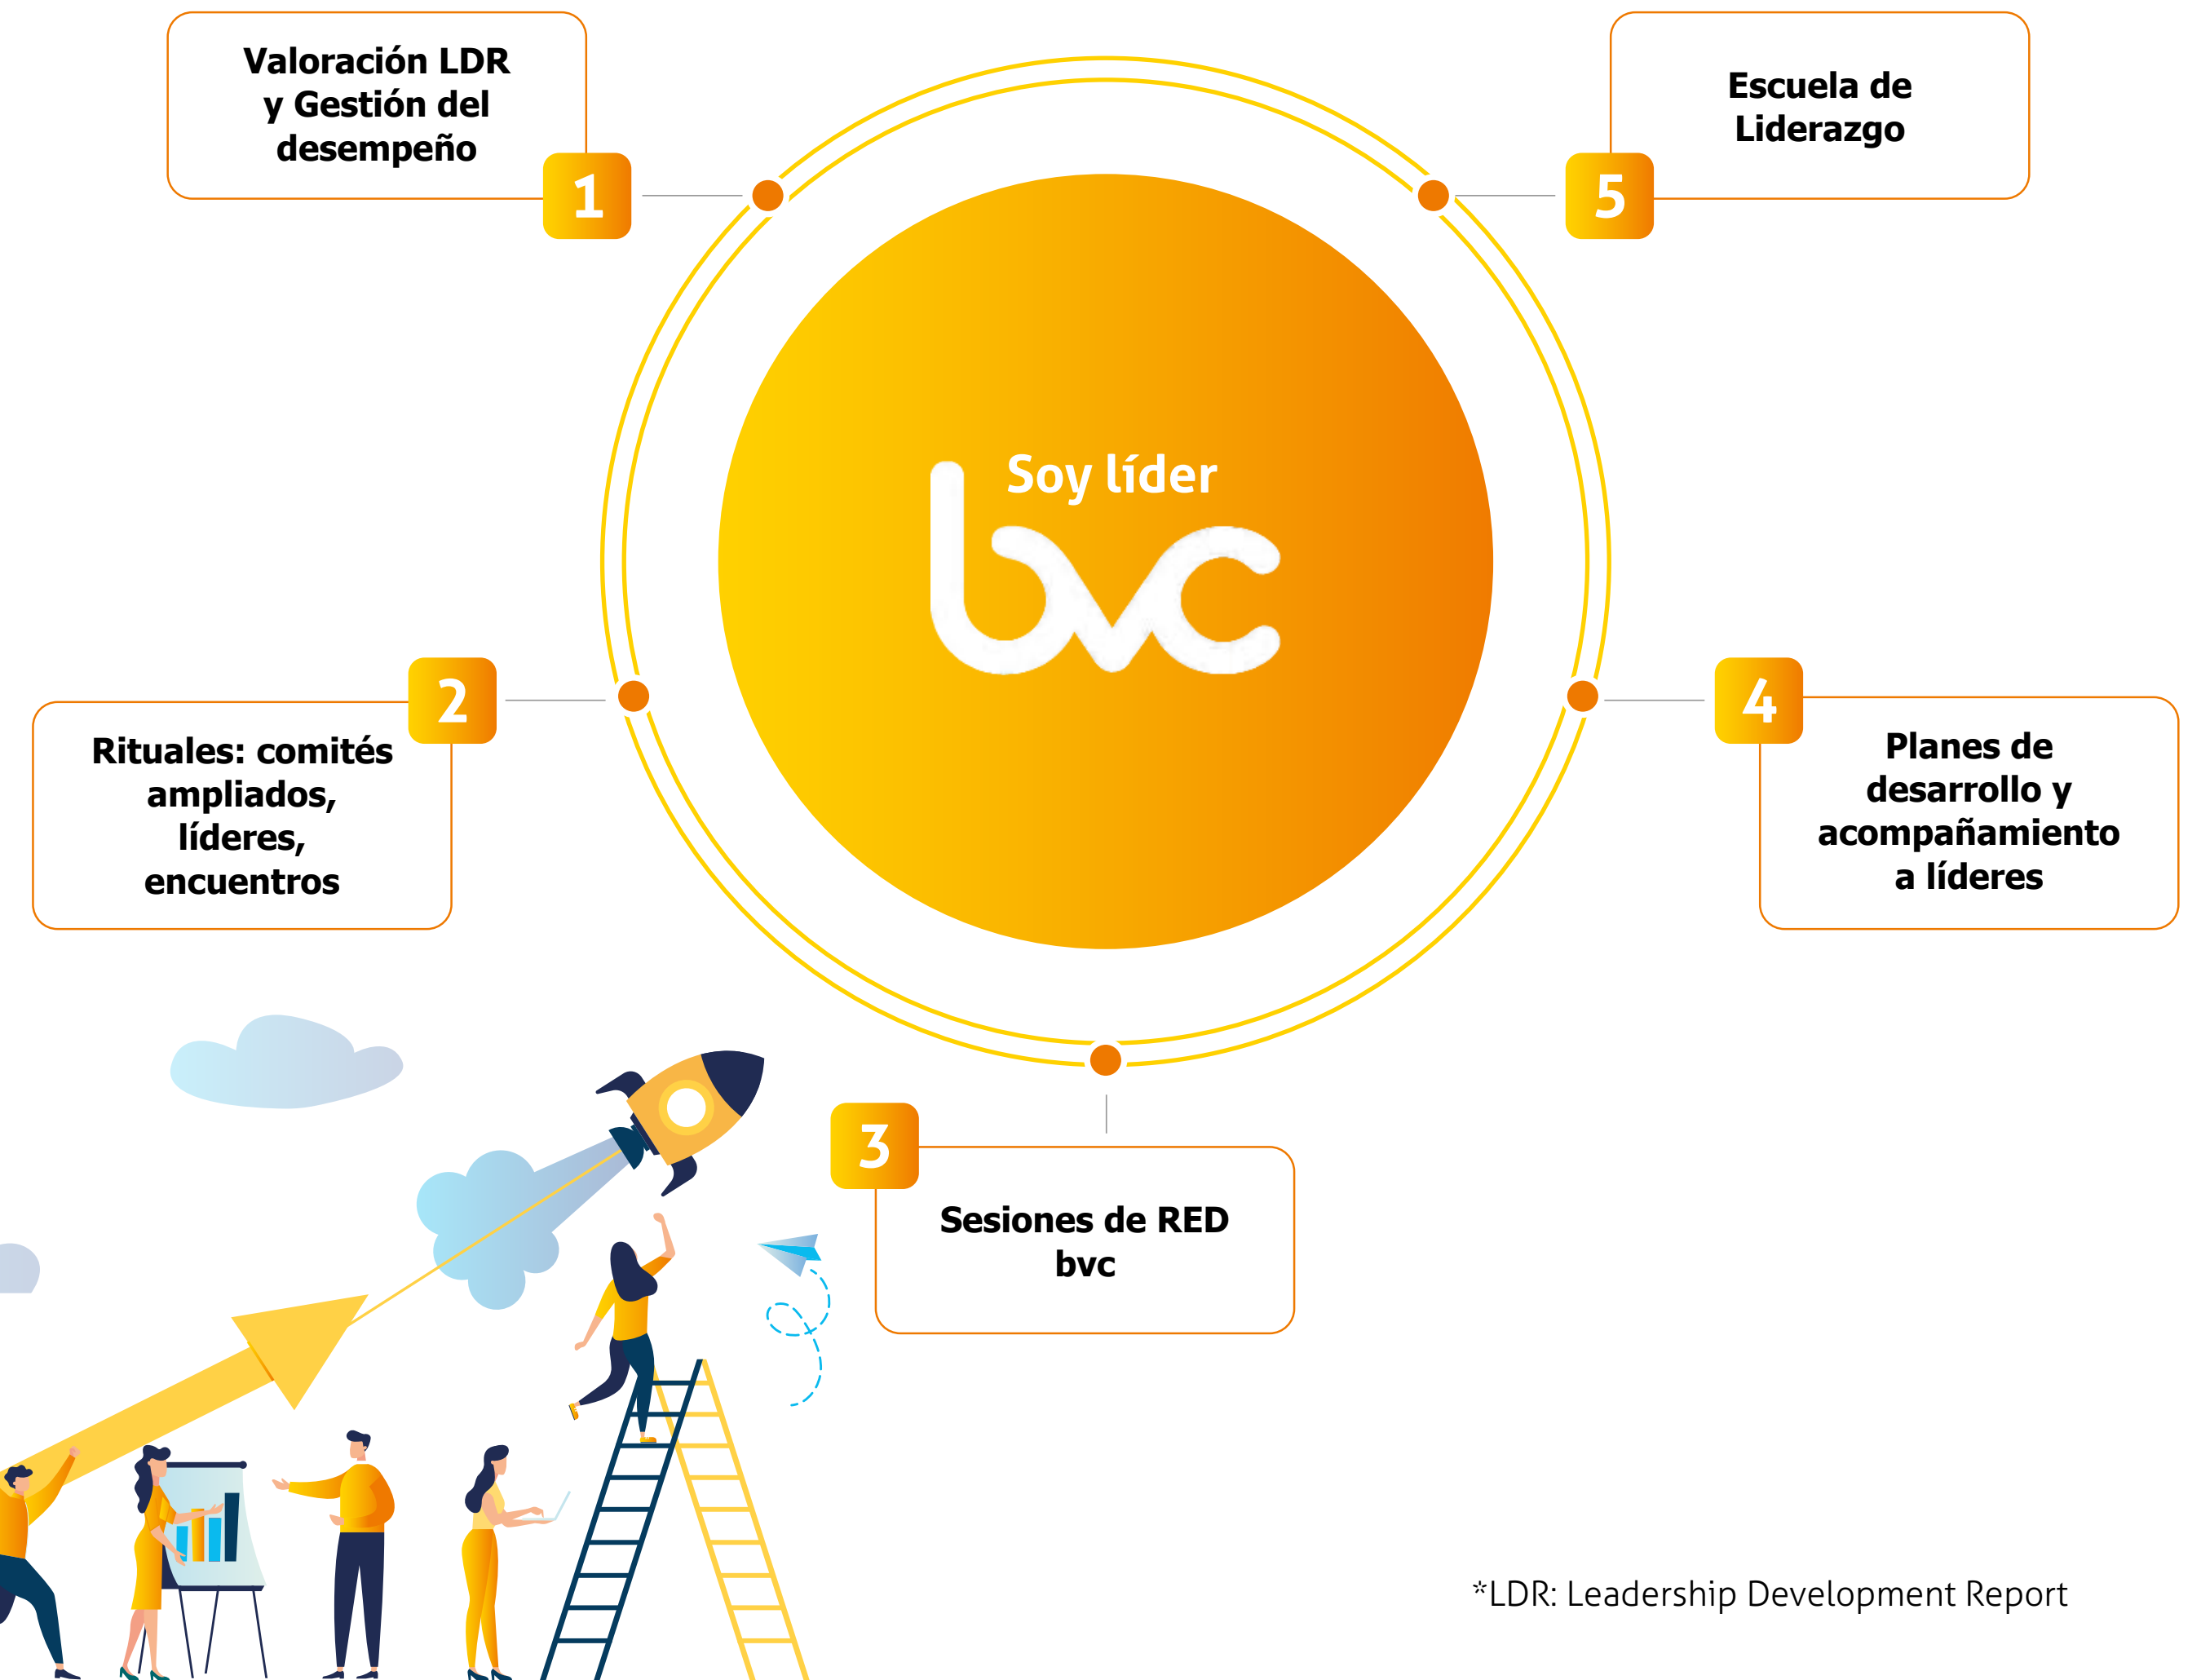 Valoración LDR
y Gestión del
desempeño
1
Soy líder
bvc
2
Rituales: comités
ampliados,
líderes,
encuentros
3
Sesiones de RED
bvc
4
Planes de
desarrollo y
acompañamiento
a líderes
5
Escuela de
Liderazgo
*LDR: Leadership Development Report